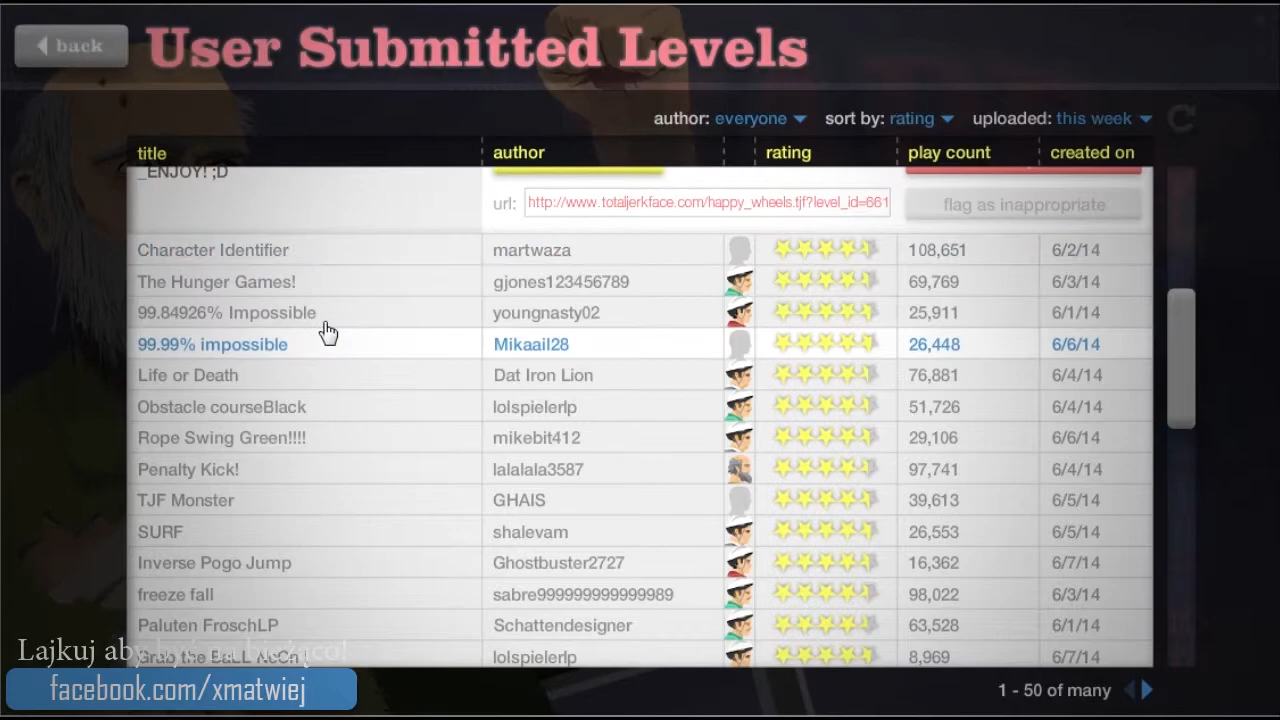 back
User Submitted Levels
author: everyone sort by: rating uploaded: this week
title author rating play count created on
_ENJOY! ;D
url: http://www.totaljerkface.com/happy_wheels.tjf?level_id=661 flag as inappropriate
Character Identifier martwaza 108,651 6/2/14
The Hunger Games! gjones123456789 69,769 6/3/14
99.84926% Impossible youngnasty02 25,911 6/1/14
99.99% impossible Mikaail28 26,448 6/6/14
Life or Death Dat Iron Lion 76,881 6/4/14
Obstacle courseBlack lolspielerlp 51,726 6/4/14
Rope Swing Green!!!! mikebit412 29,106 6/6/14
Penalty Kick! lalalala3587 97,741 6/4/14
TJF Monster GHAIS 39,613 6/5/14
SURF shalevam 26,553 6/5/14
Inverse Pogo Jump Ghostbuster2727 16,362 6/7/14
freeze fall sabre999999999999989 98,022 6/3/14
Paluten FroschLP Schattendesigner 63,528 6/1/14
Lajkuj aby być na bieżąco!
Grab the BaLL lolspielerlp 8,969 6/7/14
facebook.com/xmatwiej
1 - 50 of many